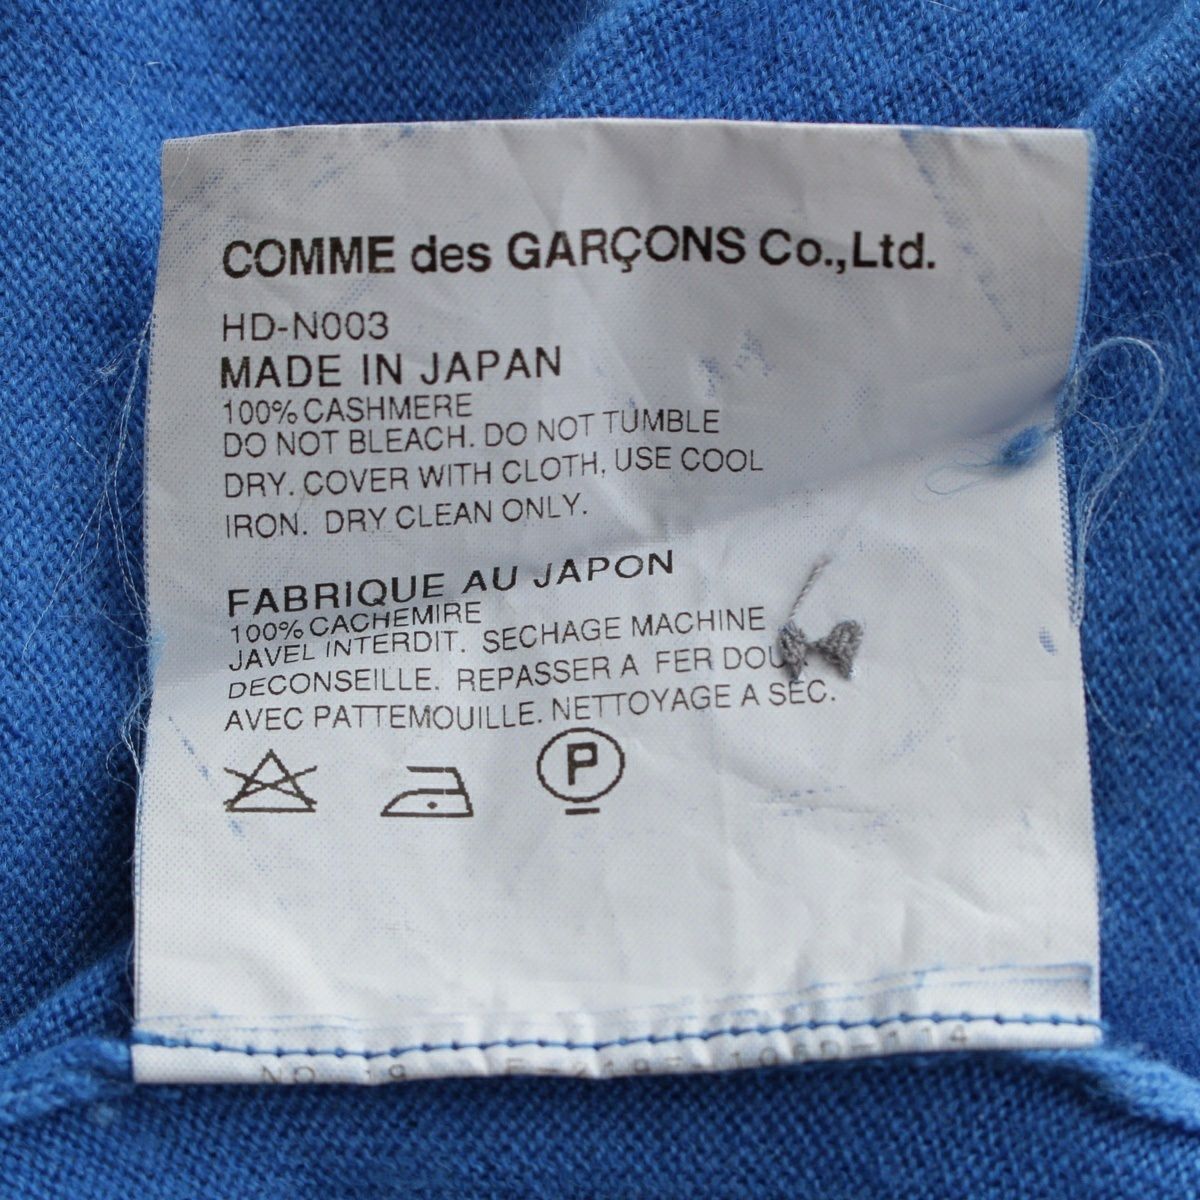 COMME des GARÇONS Co.,Ltd.
HD-N003
MADE IN JAPAN
100% CASHMERE
DO NOT BLEACH. DO NOT TUMBLE
DRY. COVER WITH CLOTH, USE COOL
IRON. DRY CLEAN ONLY.
FABRIQUE AU JAPON
100% CACHEMIRE
JAVEL INTERDIT. SECHAGE MACHINE
DECONSEILLE. REPASSER A FER
AVEC PATTEMOUILLE. NETTOYAGE A SEC.
P